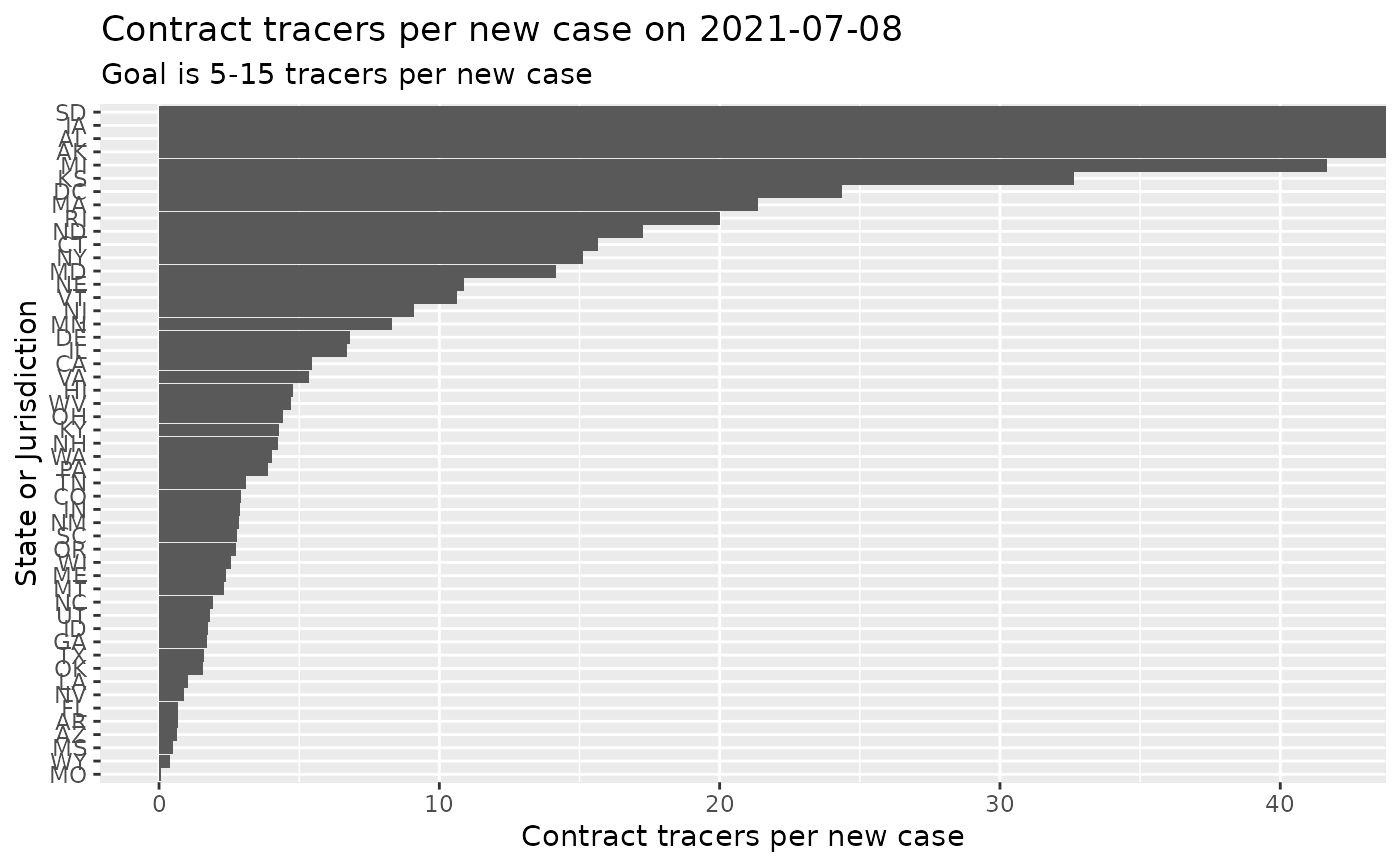 Contract tracers per new case on 2021-07-08
Goal is 5-15 tracers per new case
State or Jurisdiction
SD
IA
AL
AK
MI
KS
DC
MA
RI
ND
CT
NY
MD
NE
VT
NJ
MN
DE
IL
CA
VA
HI
WV
OH
KY
NH
WA
PA
TN
CO
IN
NM
SC
OR
WI
ME
MT
NC
UT
ID
GA
TX
OK
LA
NV
FL
AR
AZ
MS
WY
MO
0 10 20 30 40
Contract tracers per new case